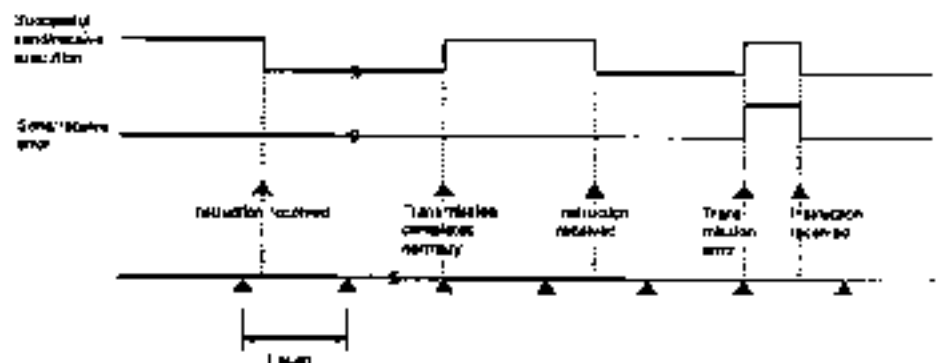 Successful
send/receive
execution
Send/receive
error
Instruction received
Transmission
completed
normally
Instruction
received
Trans-
mission
error
Instruction
received